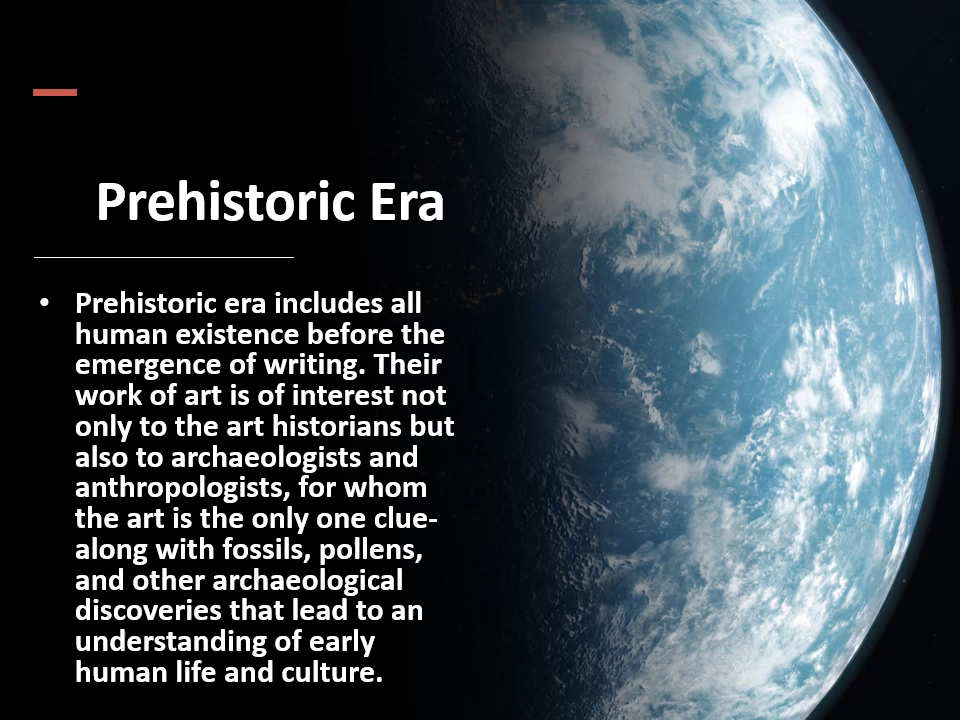 Prehistoric Era
• Prehistoric era includes all
human existence before the
emergence of writing. Their
work of art is of interest not
only to the art historians but
also to archaeologists and
anthropologists, for whom
the art is the only one clue-
along with fossils, pollens,
and other archaeological
discoveries that lead to an
understanding of early
human life and culture.